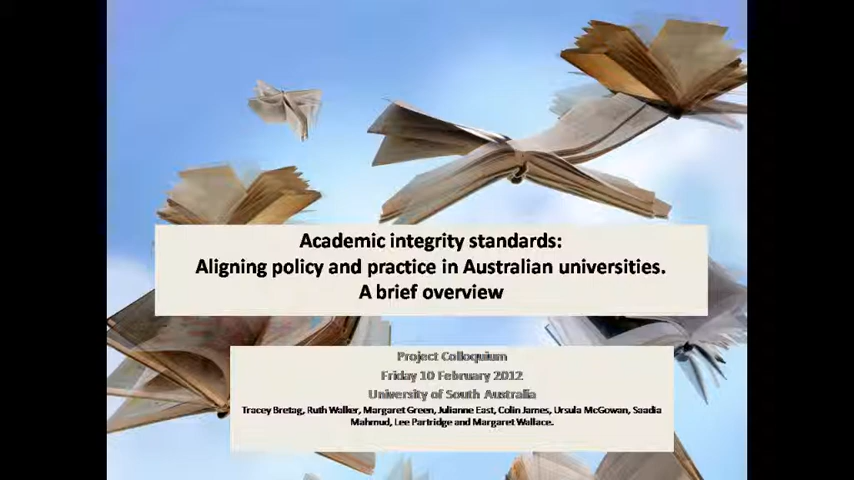 Academic integrity standards:
Aligning policy and practice in Australian universities.
A brief overview
Project Colloquium
Friday 10 February 2012
University of South Australia
Tracey Bretag, Ruth Walker, Margaret Green, Julianne East, Colin James, Ursula McGowan, Saadia
Mahmud, Lee Partridge and Margaret Wallace.